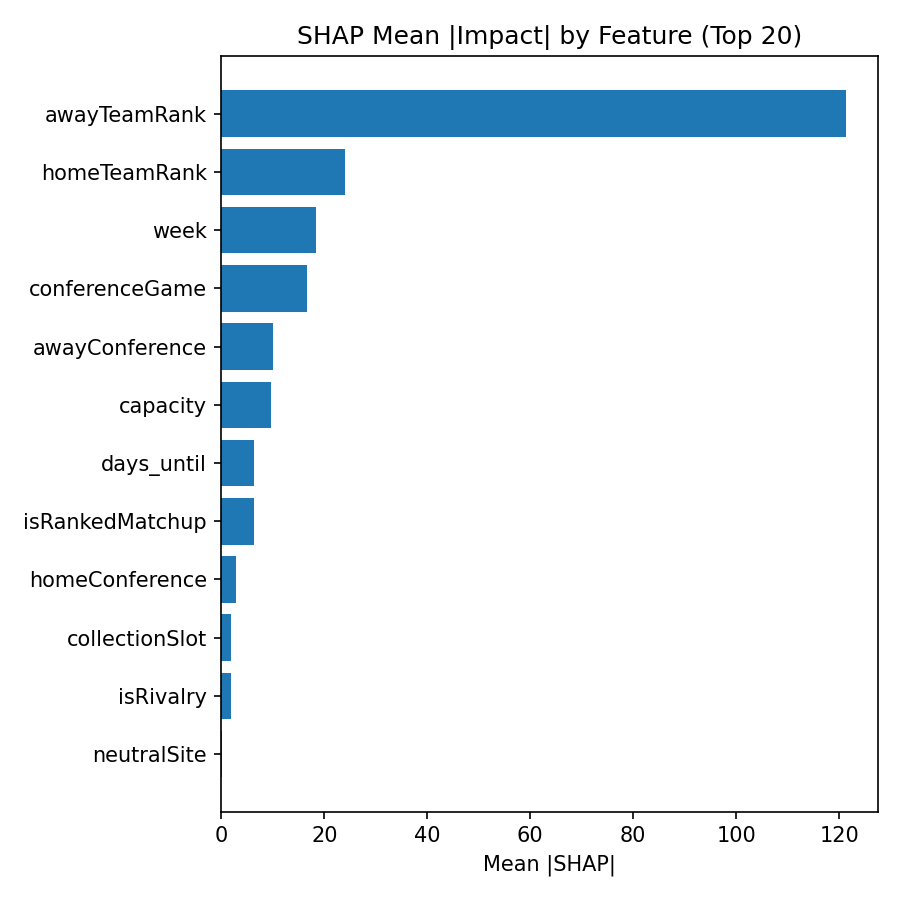 SHAP Mean |Impact| by Feature (Top 20)
awayTeamRank
homeTeamRank
week
conferenceGame
awayConference
capacity
days_until
isRankedMatchup
homeConference
collectionSlot
isRivalry
neutralSite
0 20 40 60 80 100 120
Mean |SHAP|